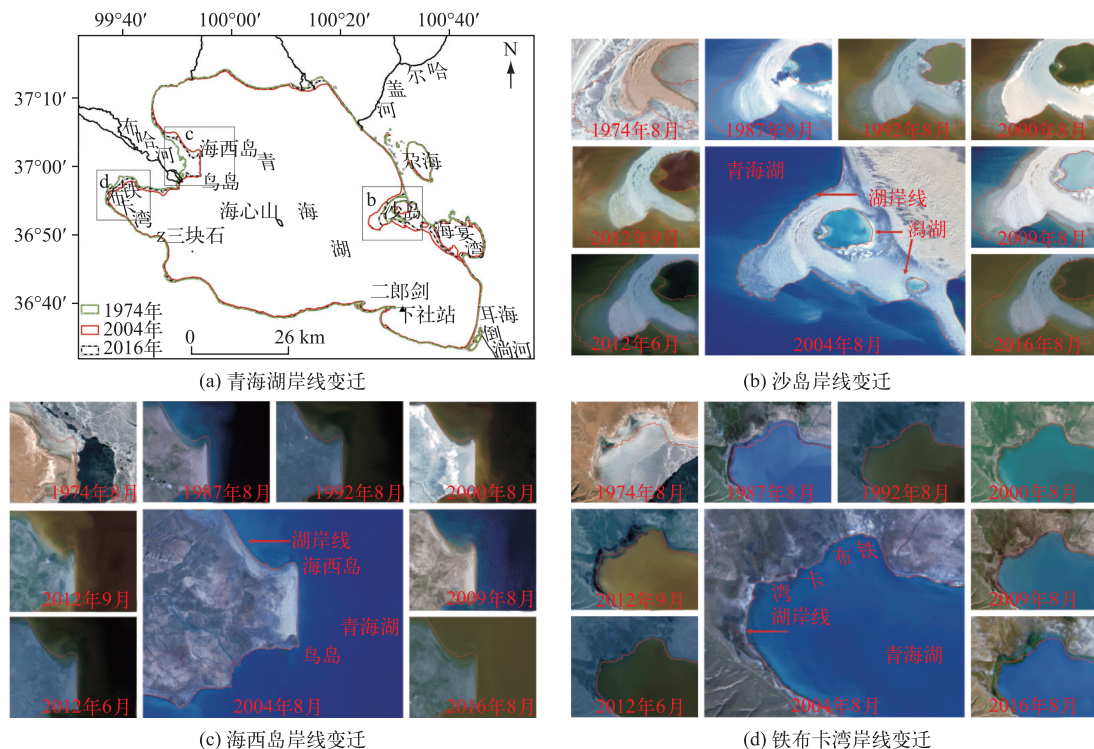 99°40′ 100°00′ 100°20′ 100°40′
N
37°10′
37°00′
36°50′
36°40′
布哈河
尕海
海西岛
鸟岛
青海湖
海心山
沙岛
海晏湾
三块石
二郎剑
下社站
耳海
倒淌河
b
c
d
1974年
2004年
2016年
0 26 km
(a) 青海湖岸线变迁
1974年8月
1987年8月
1992年8月
2000年8月
2012年9月
青海湖
湖岸线
潟湖
2009年8月
2012年6月
2004年8月
2016年8月
(b) 沙岛岸线变迁
1974年8月
1987年8月
1992年8月
2000年8月
2012年9月
湖岸线
海西岛
青海湖
鸟岛
2009年8月
2012年6月
2004年8月
2016年8月
(c) 海西岛岸线变迁
1974年8月
1987年8月
1992年8月
2000年8月
2012年9月
铁布卡湾
湖岸线
青海湖
2009年8月
2012年6月
2004年8月
2016年8月
(d) 铁布卡湾岸线变迁